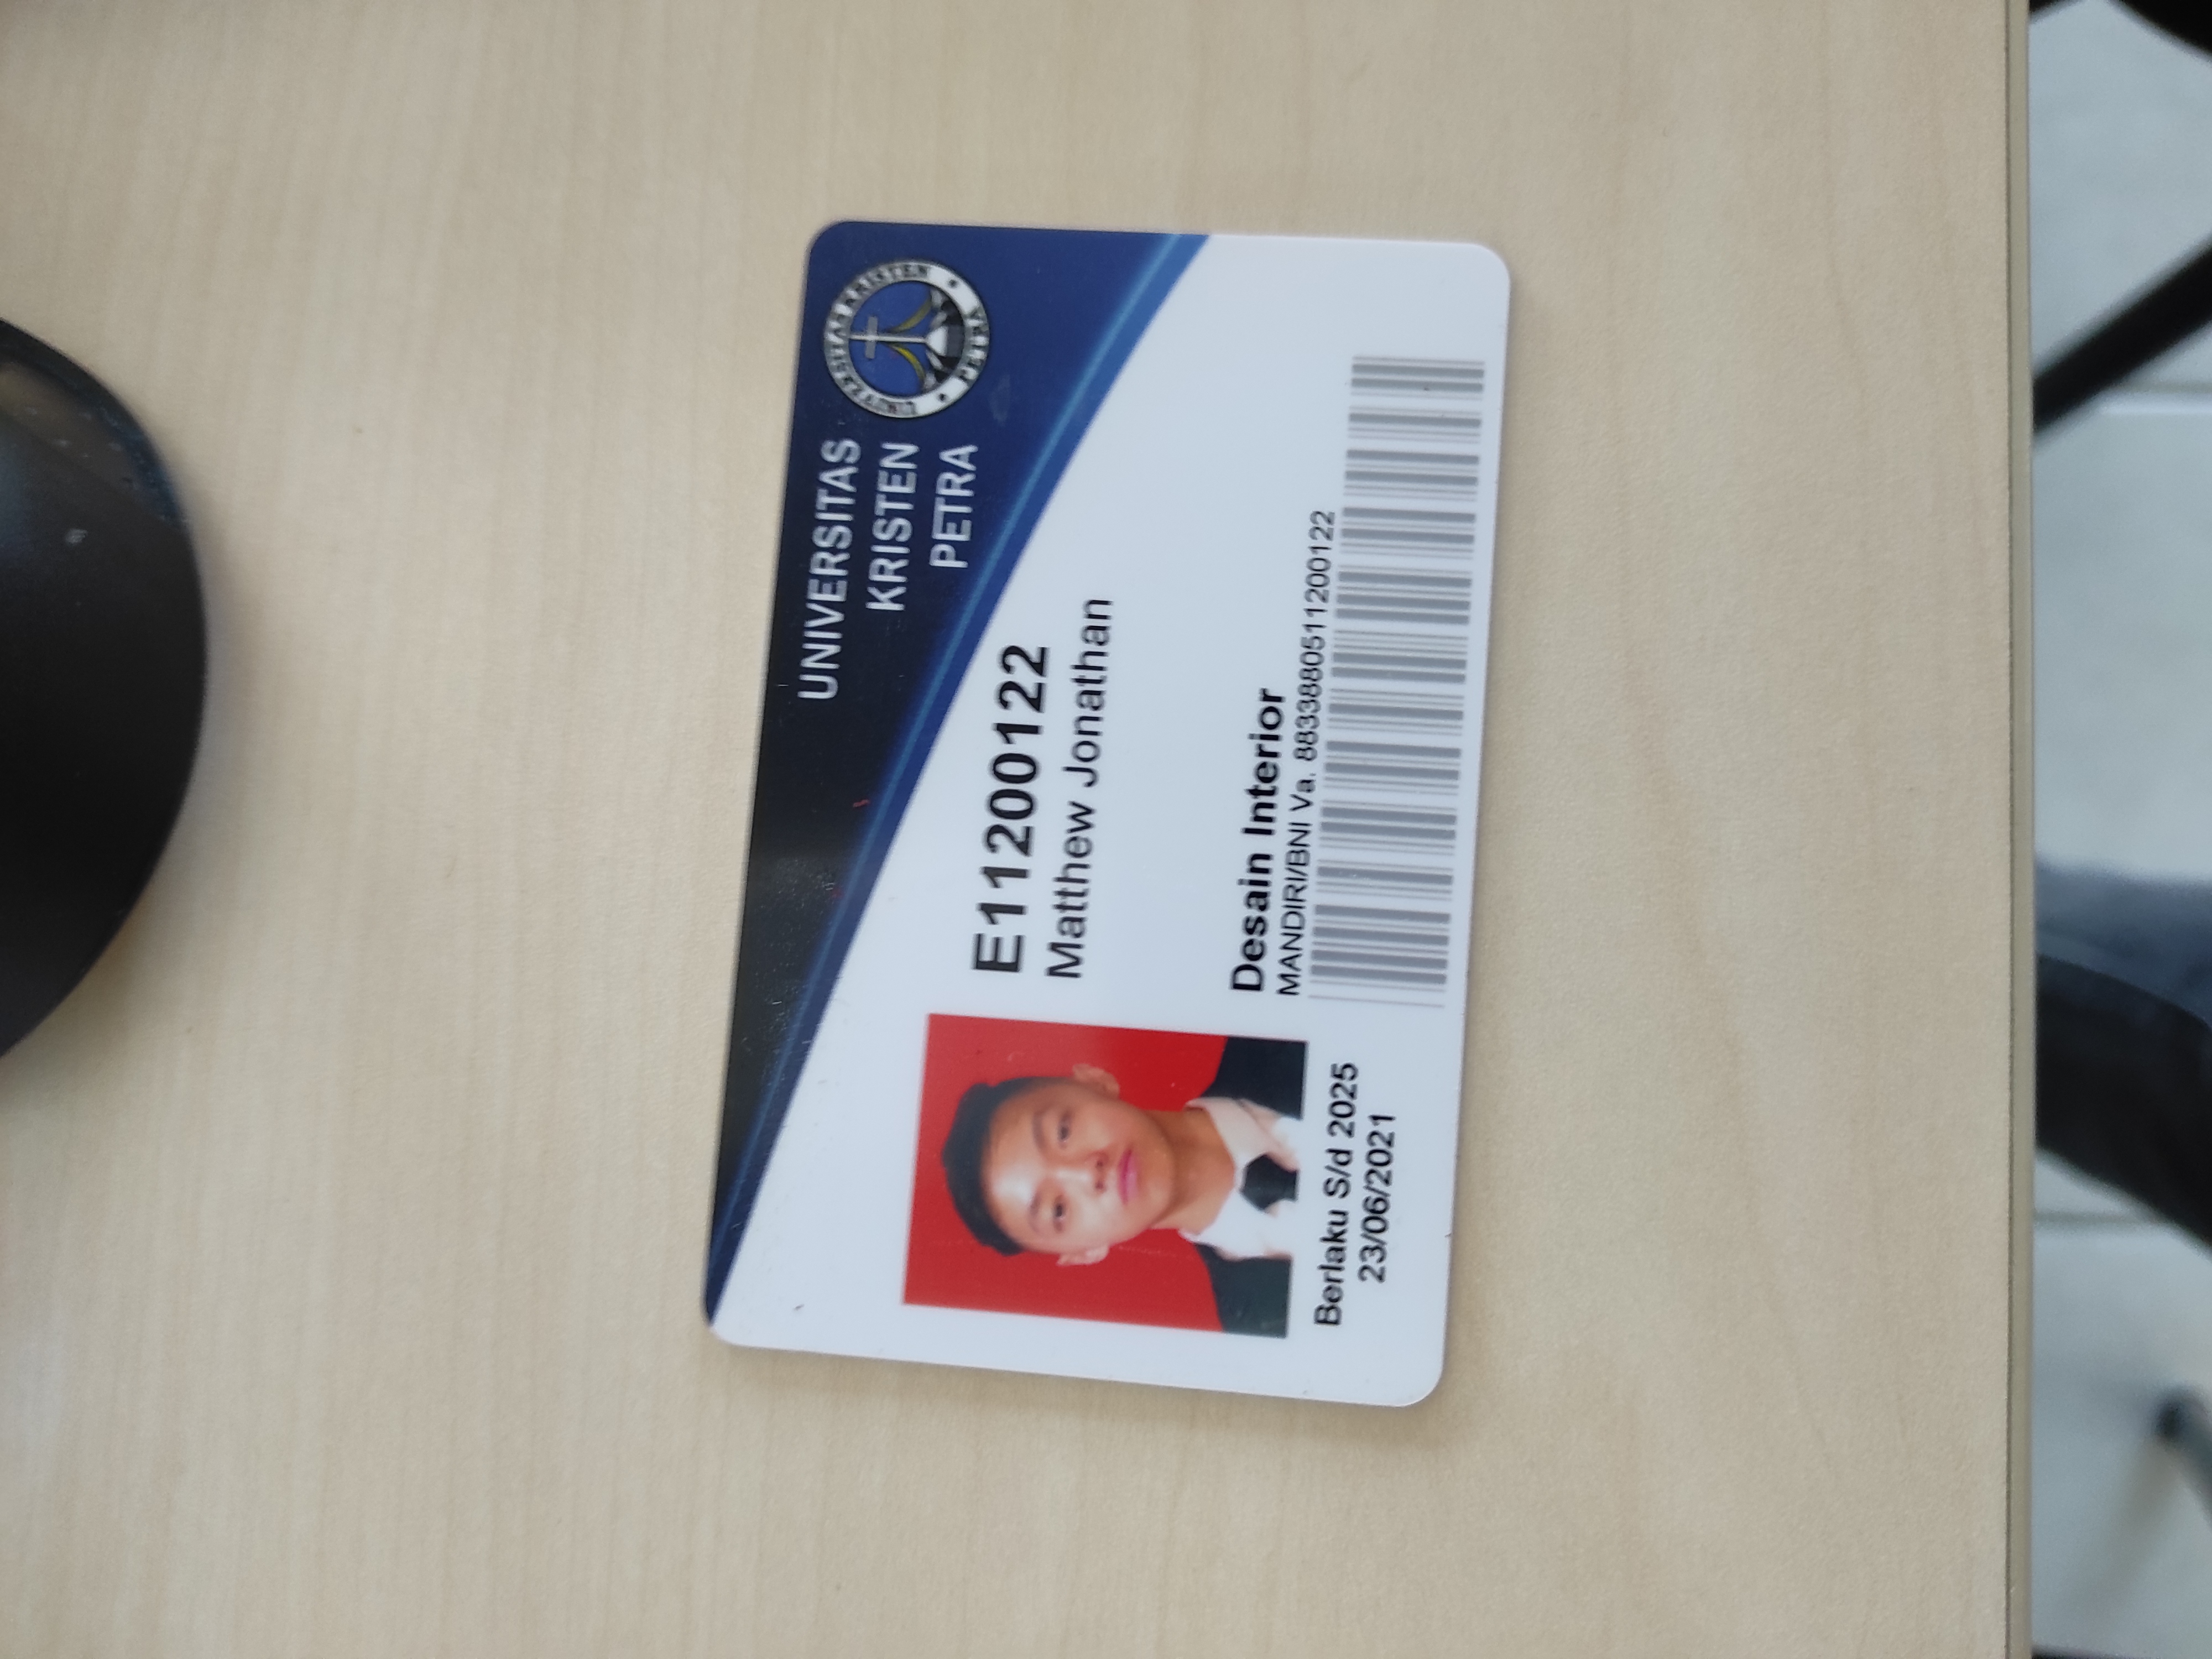 UNIVERSITAS
KRISTEN
PETRA
UNIVERSITAS KRISTEN
PETRA
E11200122
Matthew Jonathan
Desain Interior
MANDIRI/BNI Va. 8833880511200122
Berlaku S/d 2025
23/06/2021